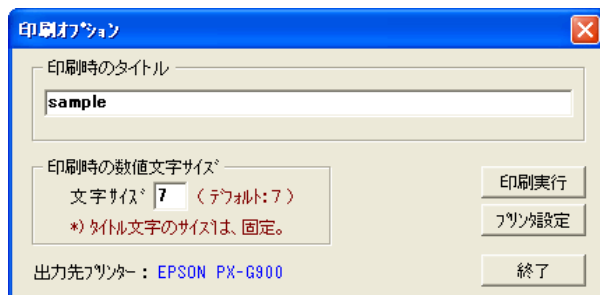 印刷ｵﾌﾟｼｮﾝ
印刷時のタイトル
sample
印刷時の数値文字ｻｲｽﾞ
文字ｻｲｽﾞ 7 ( ﾃﾞﾌｫﾙﾄ:7 )
*) ﾀｲﾄﾙ文字のｻｲｽﾞは、固定。
印刷実行
ﾌﾟﾘﾝﾀ設定
出力先ﾌﾟﾘﾝﾀｰ : EPSON PX-G900
終了